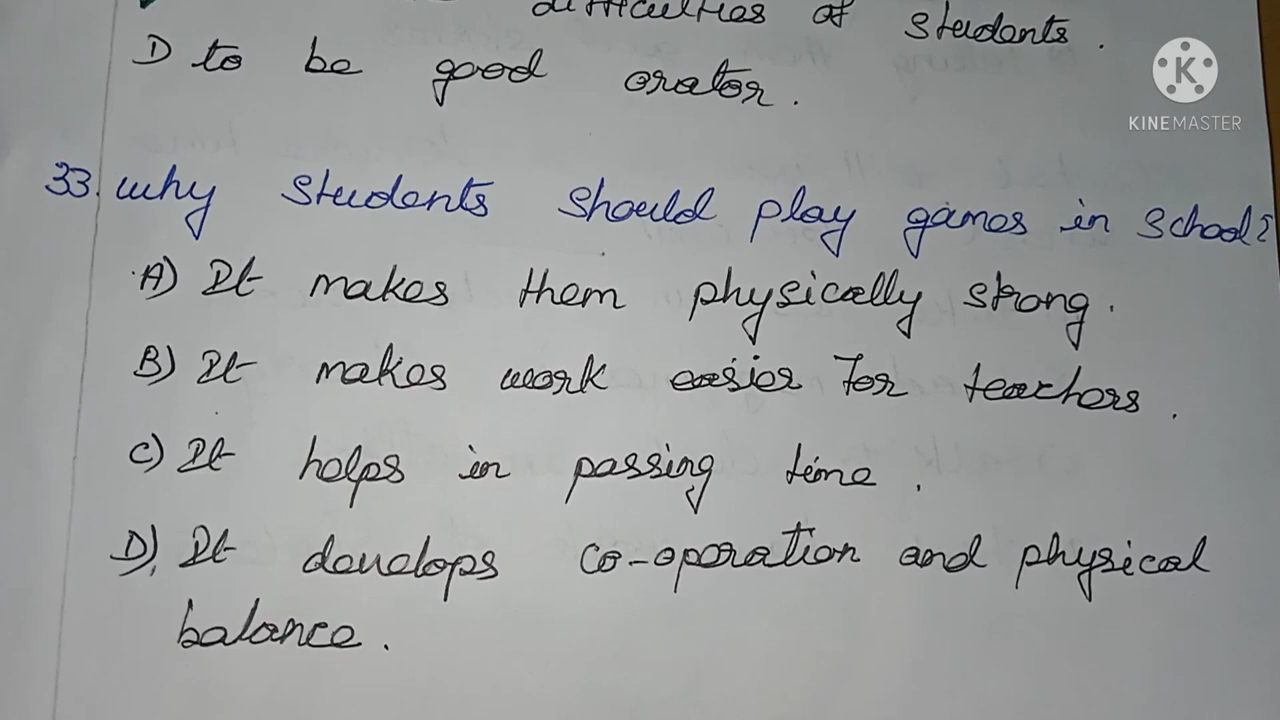 difficulties of students.
D to be good orator.
K
KINEMASTER
33. why students should play games in school?
A) It makes them physically strong.
B) It makes work easier for teachers.
C) It helps in passing time.
D) It develops co-operation and physical
balance.